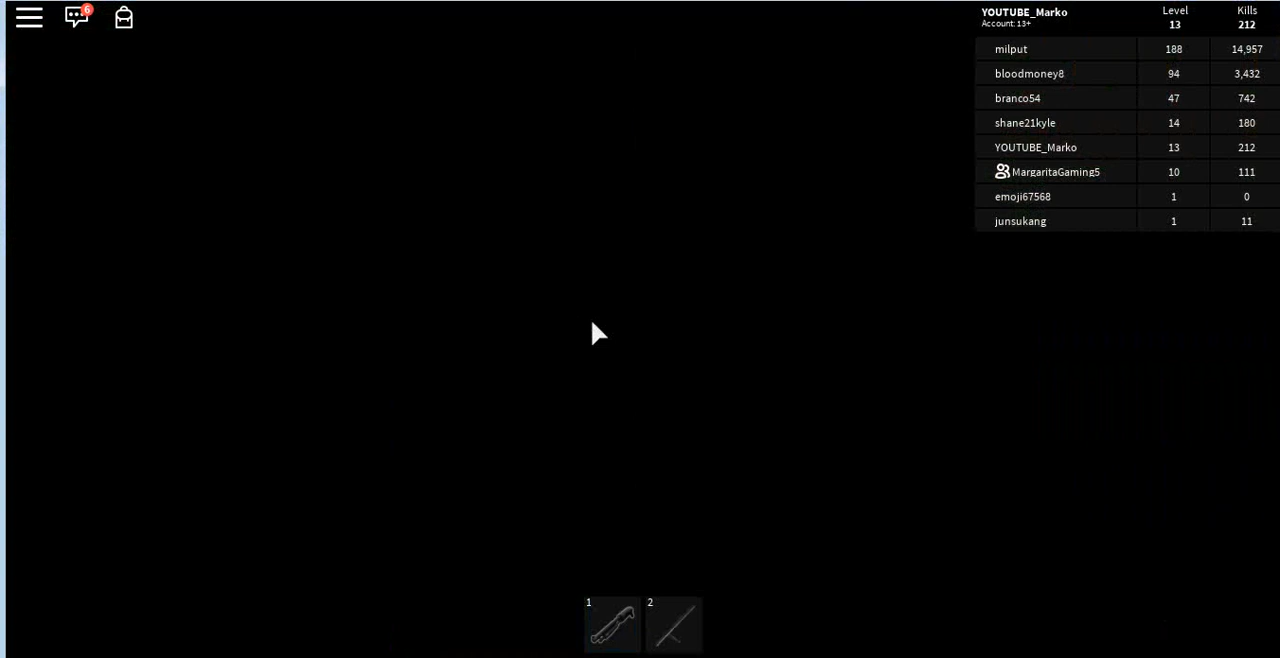 6
YOUTUBE_Marko Level Kills
Account: 13+ 13 212
milput 188 14,957
bloodmoney8 94 3,432
branco54 47 742
shane21kyle 14 180
YOUTUBE_Marko 13 212
MargaritaGaming5 10 111
emoji67568 1 0
junsukang 1 11
1 2